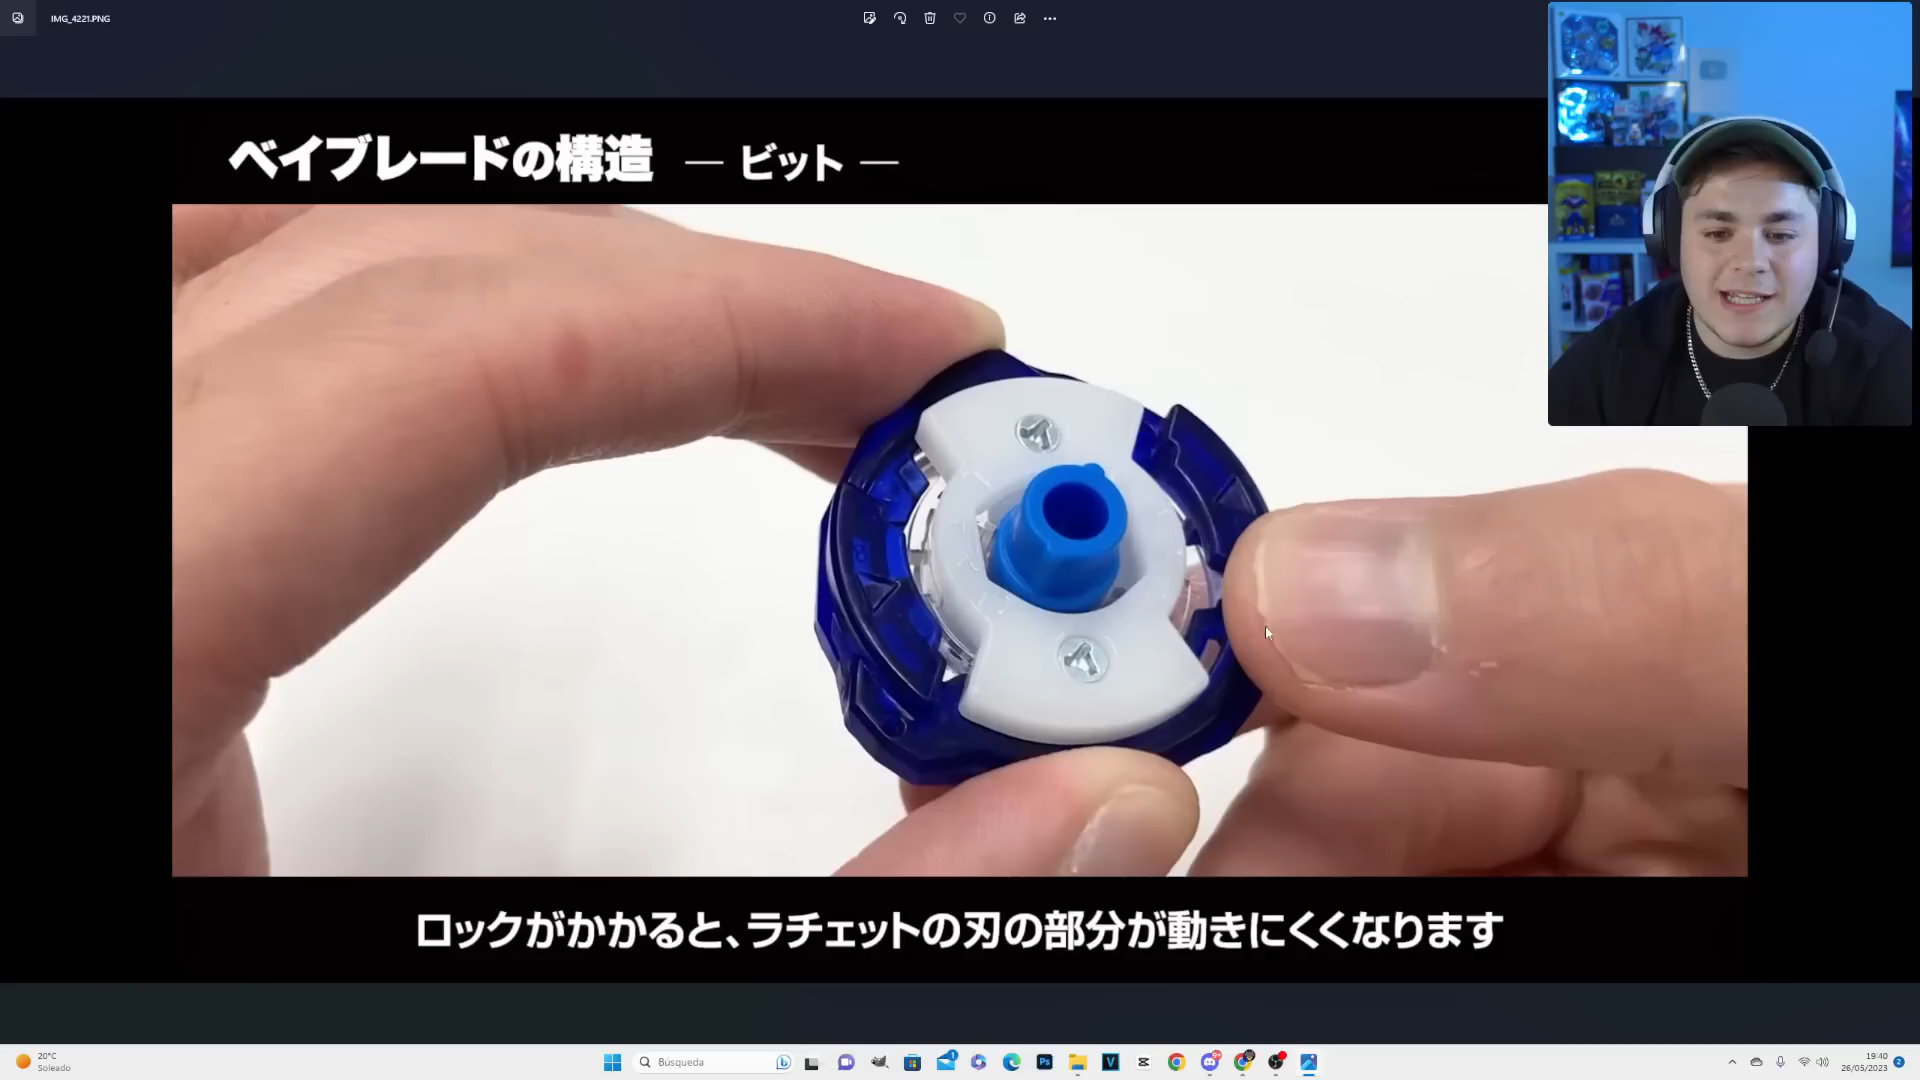 IMG_4221.PNG
ベイブレードの構造 — ビット —
ロックがかかると、ラチェットの刃の部分が動きにくくなります
20°C
Soleado
Búsqueda
19:40
26/05/2023